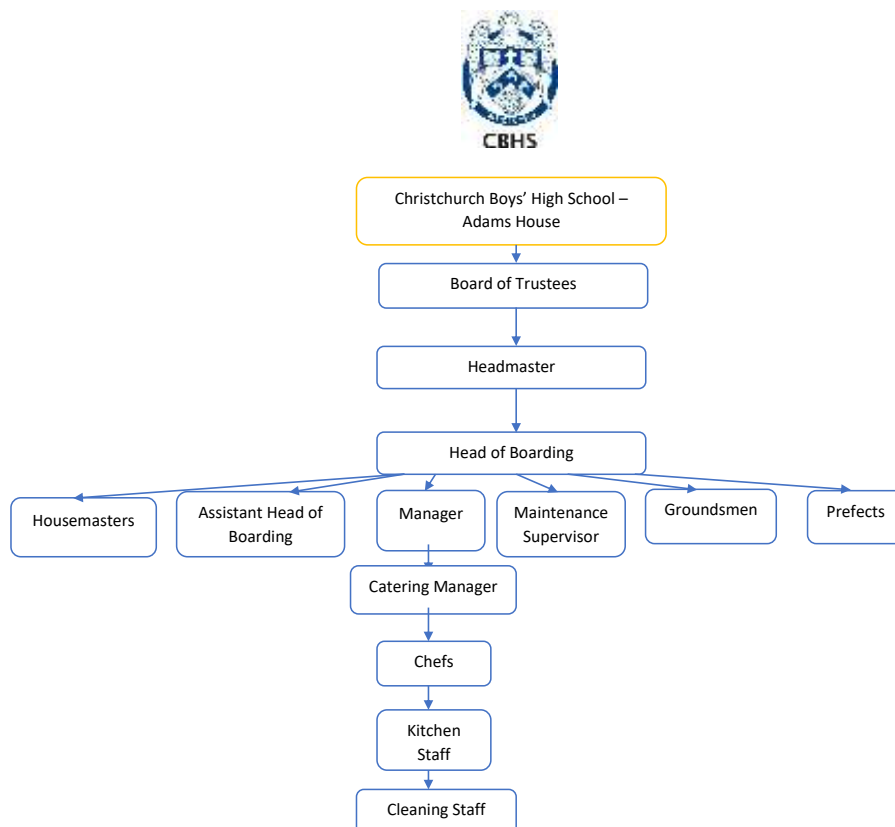 CBHS
Christchurch Boys' High School –
Adams House
Board of Trustees
Headmaster
Head of Boarding
Housemasters
Assistant Head of
Boarding
Manager
Maintenance
Supervisor
Groundsmen
Prefects
Catering Manager
Chefs
Kitchen
Staff
Cleaning Staff